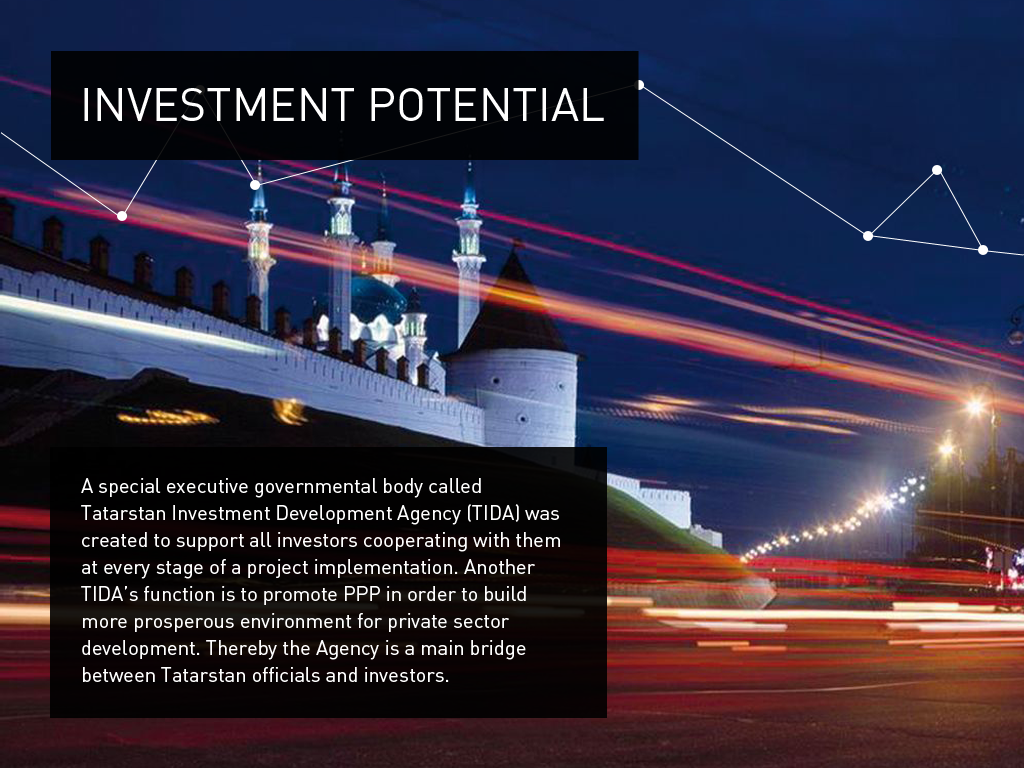 INVESTMENT POTENTIAL
A special executive governmental body called
Tatarstan Investment Development Agency (TIDA) was
created to support all investors cooperating with them
at every stage of a project implementation. Another
TIDA's function is to promote PPP in order to build
more prosperous environment for private sector
development. Thereby the Agency is a main bridge
between Tatarstan officials and investors.